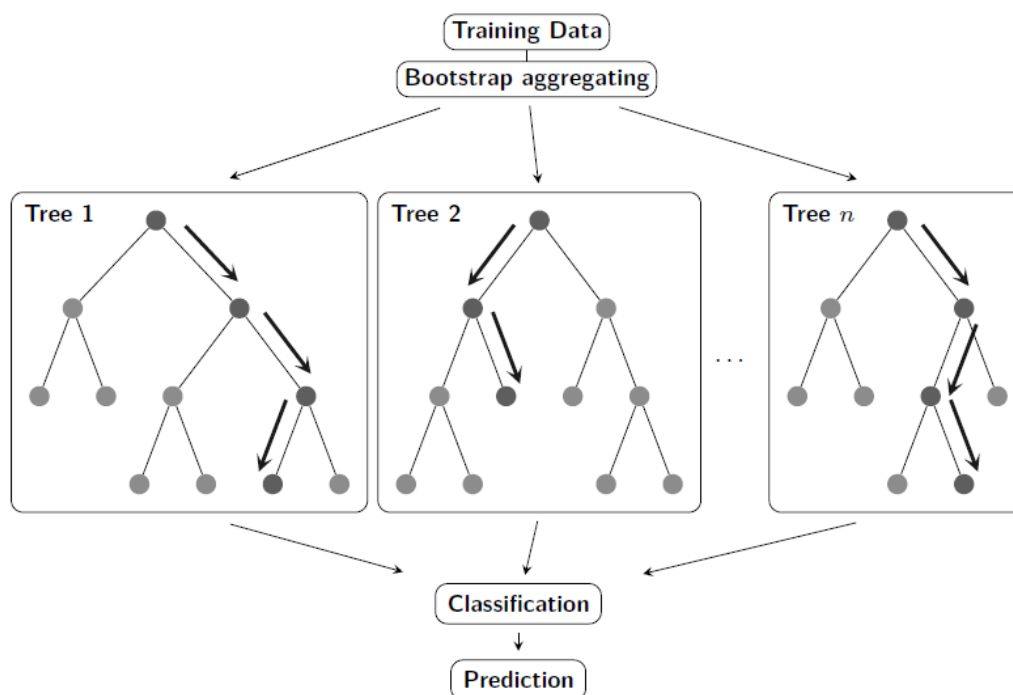 Training Data
Bootstrap aggregating
Tree 1
Tree 2
Tree n
...
Classification
Prediction